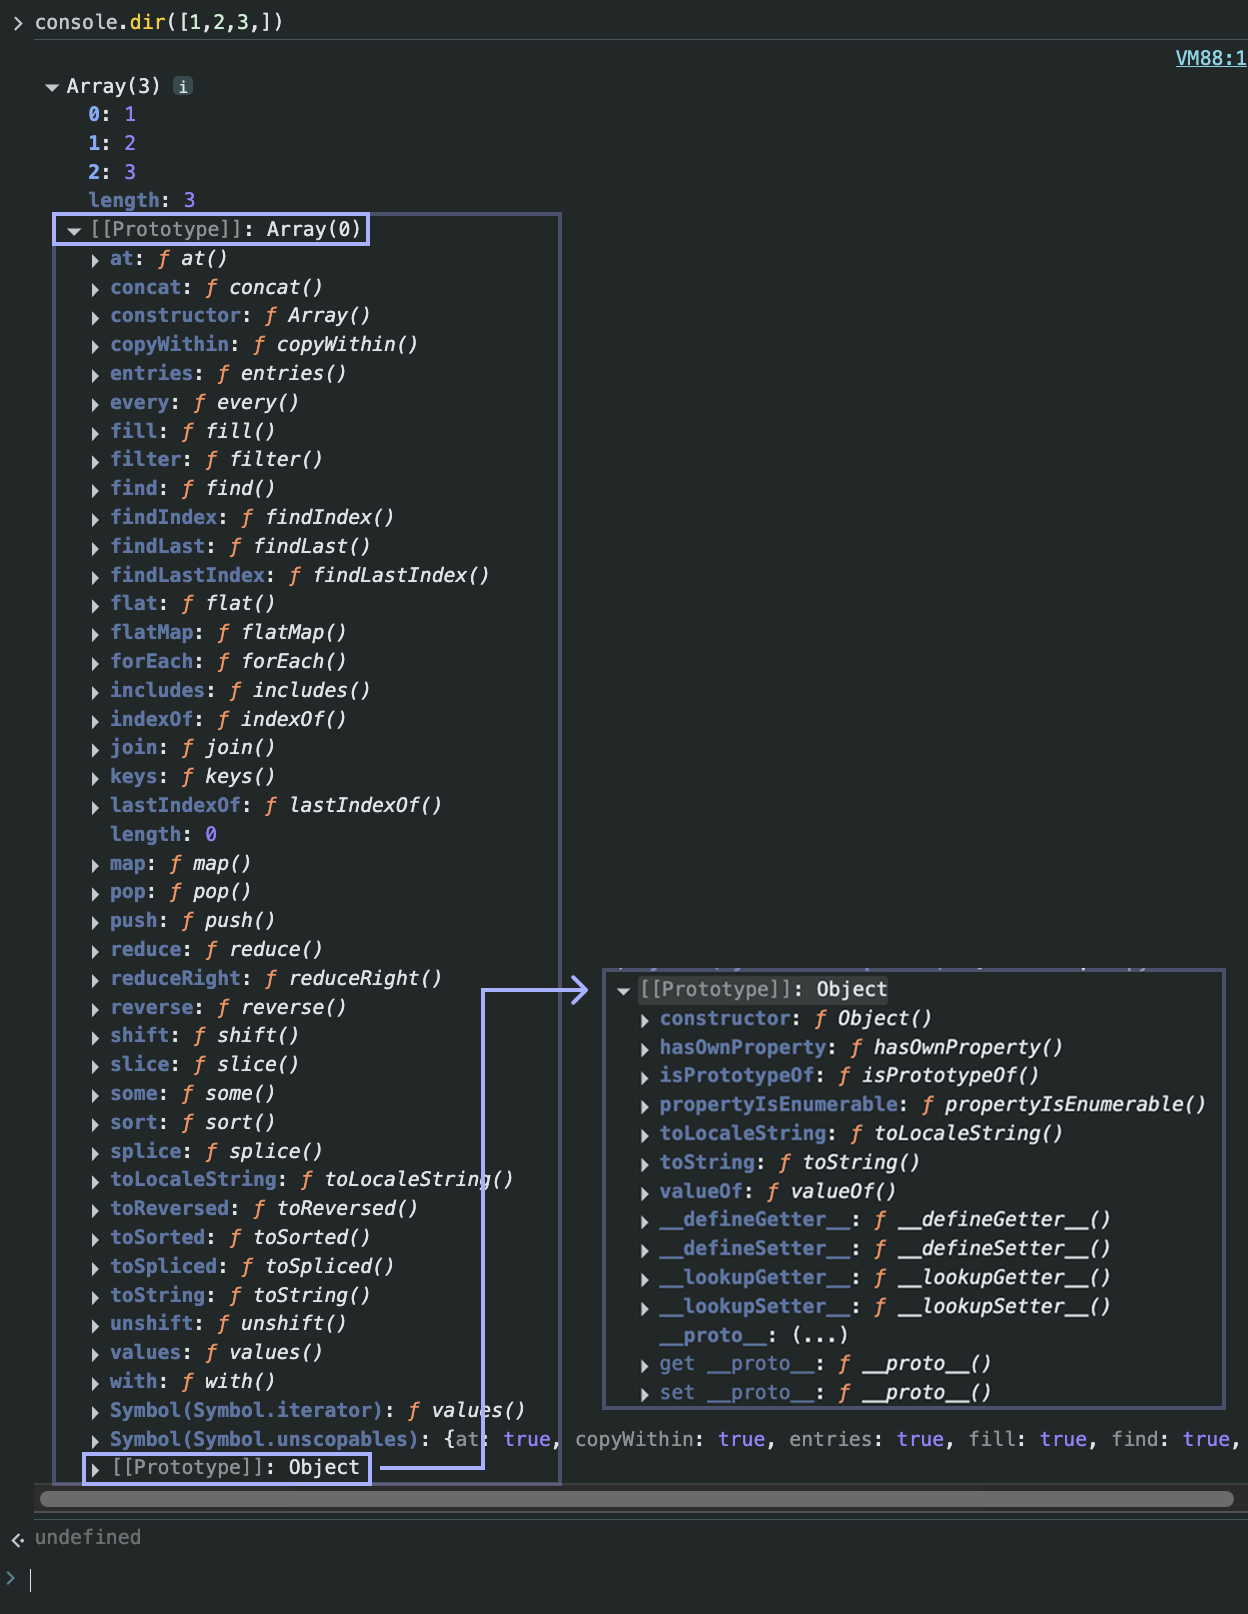 > console.dir([1,2,3,])
VM88:1
▼ Array(3) i
0: 1
1: 2
2: 3
length: 3
▼ [[Prototype]]: Array(0)
▶ at: ƒ at()
▶ concat: ƒ concat()
▶ constructor: ƒ Array()
▶ copyWithin: ƒ copyWithin()
▶ entries: ƒ entries()
▶ every: ƒ every()
▶ fill: ƒ fill()
▶ filter: ƒ filter()
▶ find: ƒ find()
▶ findIndex: ƒ findIndex()
▶ findLast: ƒ findLast()
▶ findLastIndex: ƒ findLastIndex()
▶ flat: ƒ flat()
▶ flatMap: ƒ flatMap()
▶ forEach: ƒ forEach()
▶ includes: ƒ includes()
▶ indexOf: ƒ indexOf()
▶ join: ƒ join()
▶ keys: ƒ keys()
▶ lastIndexOf: ƒ lastIndexOf()
length: 0
▶ map: ƒ map()
▶ pop: ƒ pop()
▶ push: ƒ push()
▶ reduce: ƒ reduce()
▶ reduceRight: ƒ reduceRight()
▶ reverse: ƒ reverse()
▶ shift: ƒ shift()
▶ slice: ƒ slice()
▶ some: ƒ some()
▶ sort: ƒ sort()
▶ splice: ƒ splice()
▶ toLocaleString: ƒ toLocaleString()
▶ toReversed: ƒ toReversed()
▶ toSorted: ƒ toSorted()
▶ toSpliced: ƒ toSpliced()
▶ toString: ƒ toString()
▶ unshift: ƒ unshift()
▶ values: ƒ values()
▶ with: ƒ with()
▶ Symbol(Symbol.iterator): ƒ values()
▶ Symbol(Symbol.unscopables): {at: true, copyWithin: true, entries: true, fill: true, find: true,
▶ [[Prototype]]: Object
▼ [[Prototype]]: Object
▶ constructor: ƒ Object()
▶ hasOwnProperty: ƒ hasOwnProperty()
▶ isPrototypeOf: ƒ isPrototypeOf()
▶ propertyIsEnumerable: ƒ propertyIsEnumerable()
▶ toLocaleString: ƒ toLocaleString()
▶ toString: ƒ toString()
▶ valueOf: ƒ valueOf()
▶ __defineGetter__: ƒ __defineGetter__()
▶ __defineSetter__: ƒ __defineSetter__()
▶ __lookupGetter__: ƒ __lookupGetter__()
▶ __lookupSetter__: ƒ __lookupSetter__()
__proto__: (...)
▶ get __proto__: ƒ __proto__()
▶ set __proto__: ƒ __proto__()
undefined
>